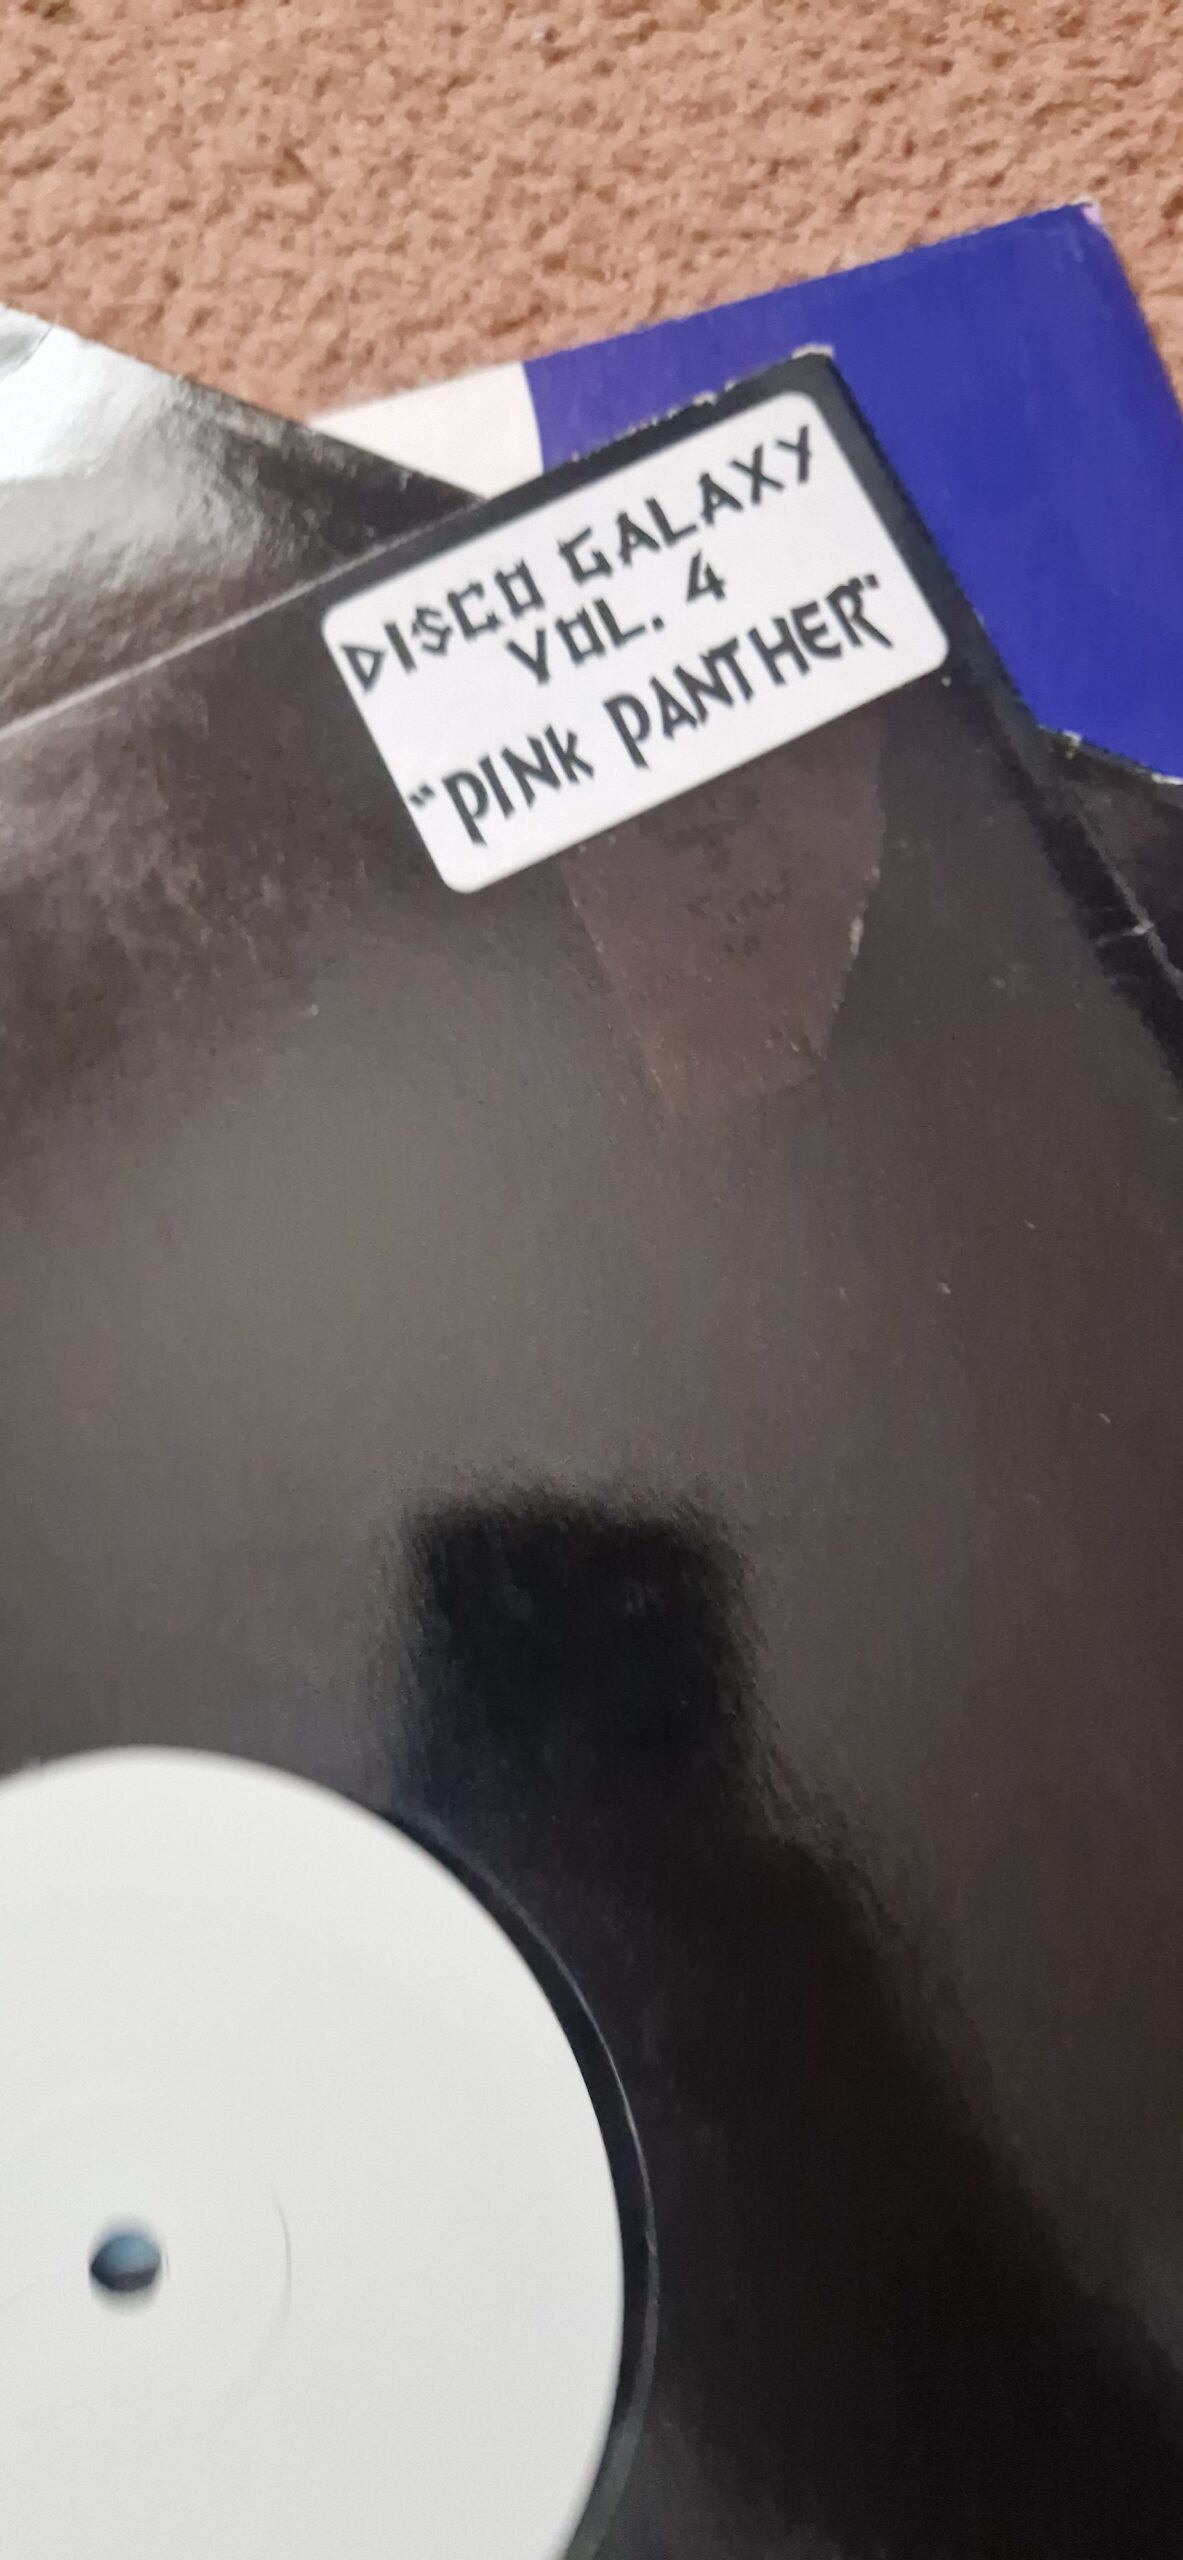 DISCO GALAXY
VOL. 4
"PINK PANTHER"